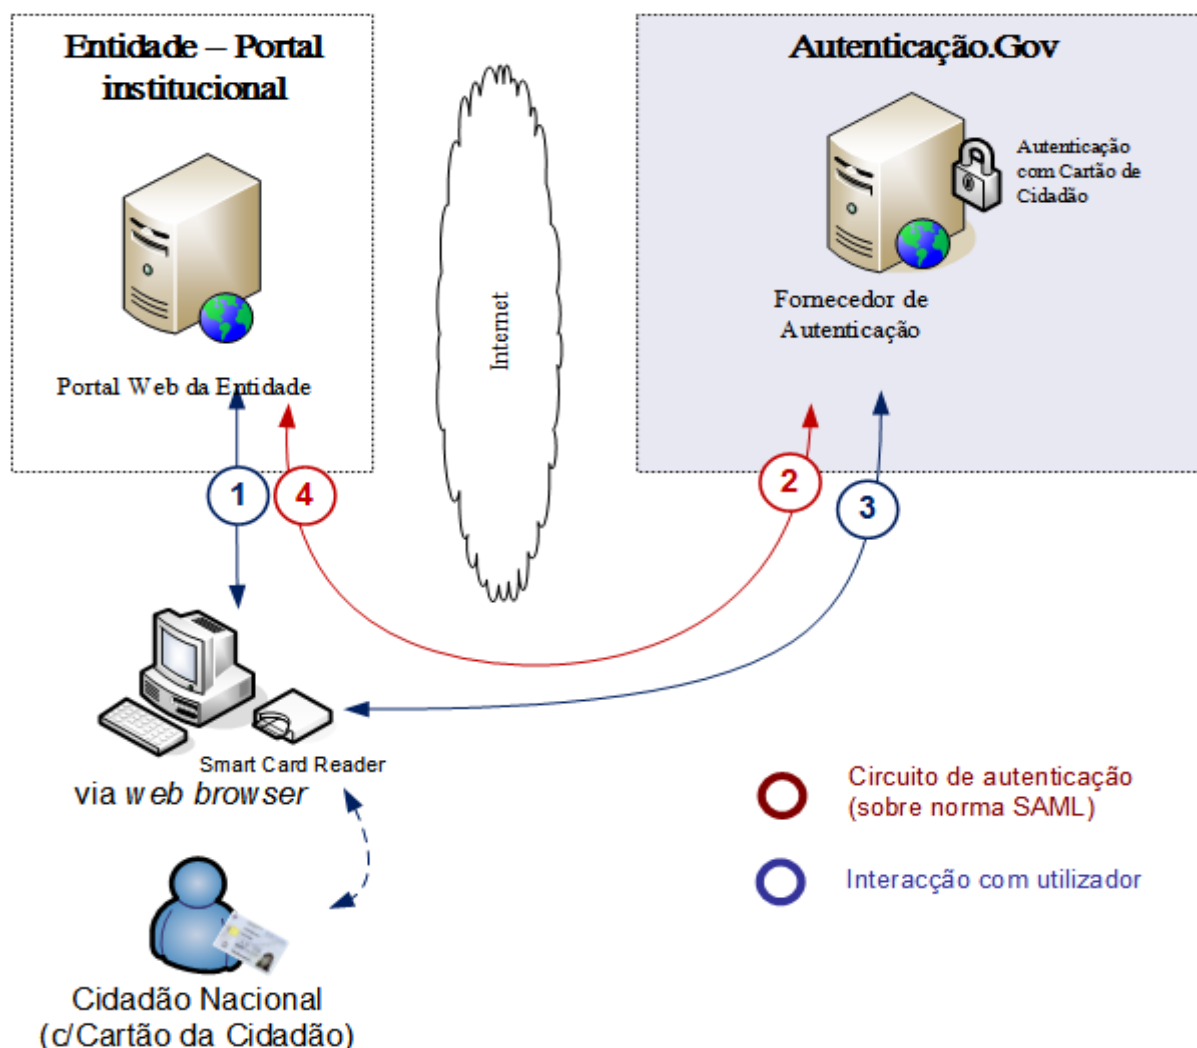 Entidade – Portal
institucional
Portal Web da Entidade
Internet
Autenticação.Gov
Autenticação
com Cartão de
Cidadão
Fornecedor de
Autenticação
1
4
2
3
Smart Card Reader
via web browser
Circuito de autenticação
(sobre norma SAML)
Interacção com utilizador
Cidadão Nacional
(c/Cartão da Cidadão)